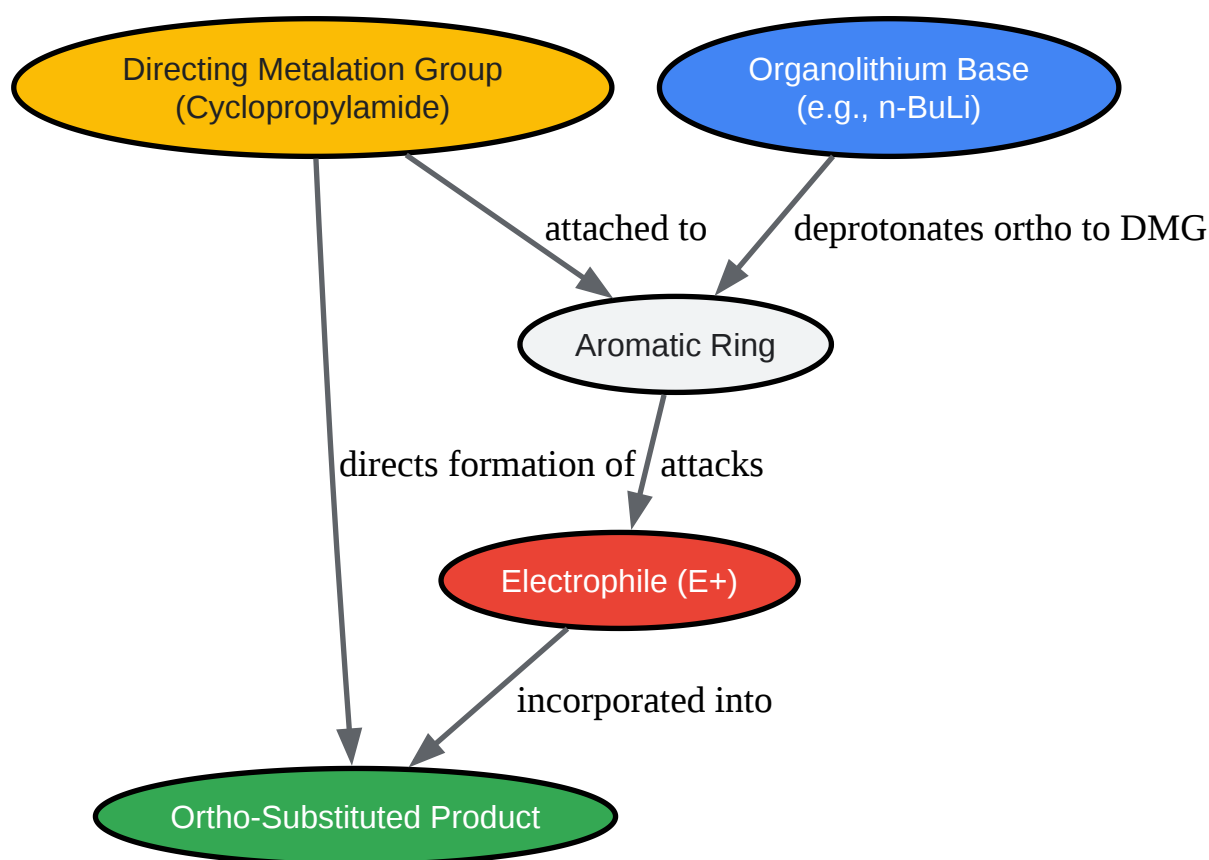 Directing Metalation Group
(Cyclopropylamide)
Organolithium Base
(e.g., n-BuLi)
attached to
deprotonates ortho to DMG
Aromatic Ring
directs formation of
attacks
Electrophile (E+)
incorporated into
Ortho-Substituted Product